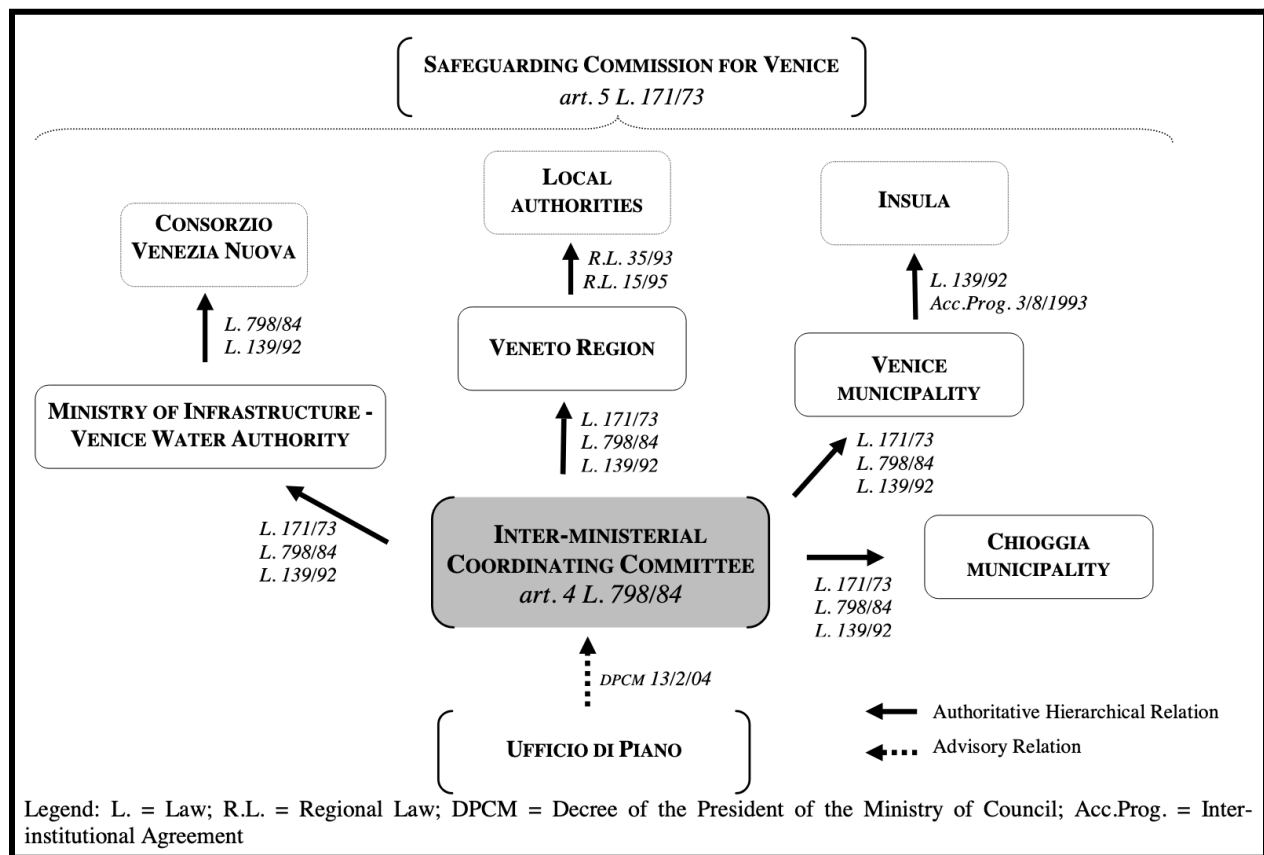 SAFEGUARDING COMMISSION FOR VENICE
art. 5 L. 171/73
LOCAL
AUTHORITIES
INSULA
CONSORZIO
VENEZIA NUOVA
R.L. 35/93
R.L. 15/95
L. 139/92
Acc.Prog. 3/8/1993
L. 798/84
L. 139/92
VENETO REGION
VENICE
MUNICIPALITY
MINISTRY OF INFRASTRUCTURE -
VENICE WATER AUTHORITY
L. 171/73
L. 798/84
L. 139/92
L. 171/73
L. 798/84
L. 139/92
L. 171/73
L. 798/84
L. 139/92
INTER-MINISTERIAL
COORDINATING COMMITTEE
art. 4 L. 798/84
CHIOGGIA
MUNICIPALITY
L. 171/73
L. 798/84
L. 139/92
DPCM 13/2/04
UFFICIO DI PIANO
Authoritative Hierarchical Relation
Advisory Relation
Legend: L. = Law; R.L. = Regional Law; DPCM = Decree of the President of the Ministry of Council; Acc.Prog. = Inter-
institutional Agreement